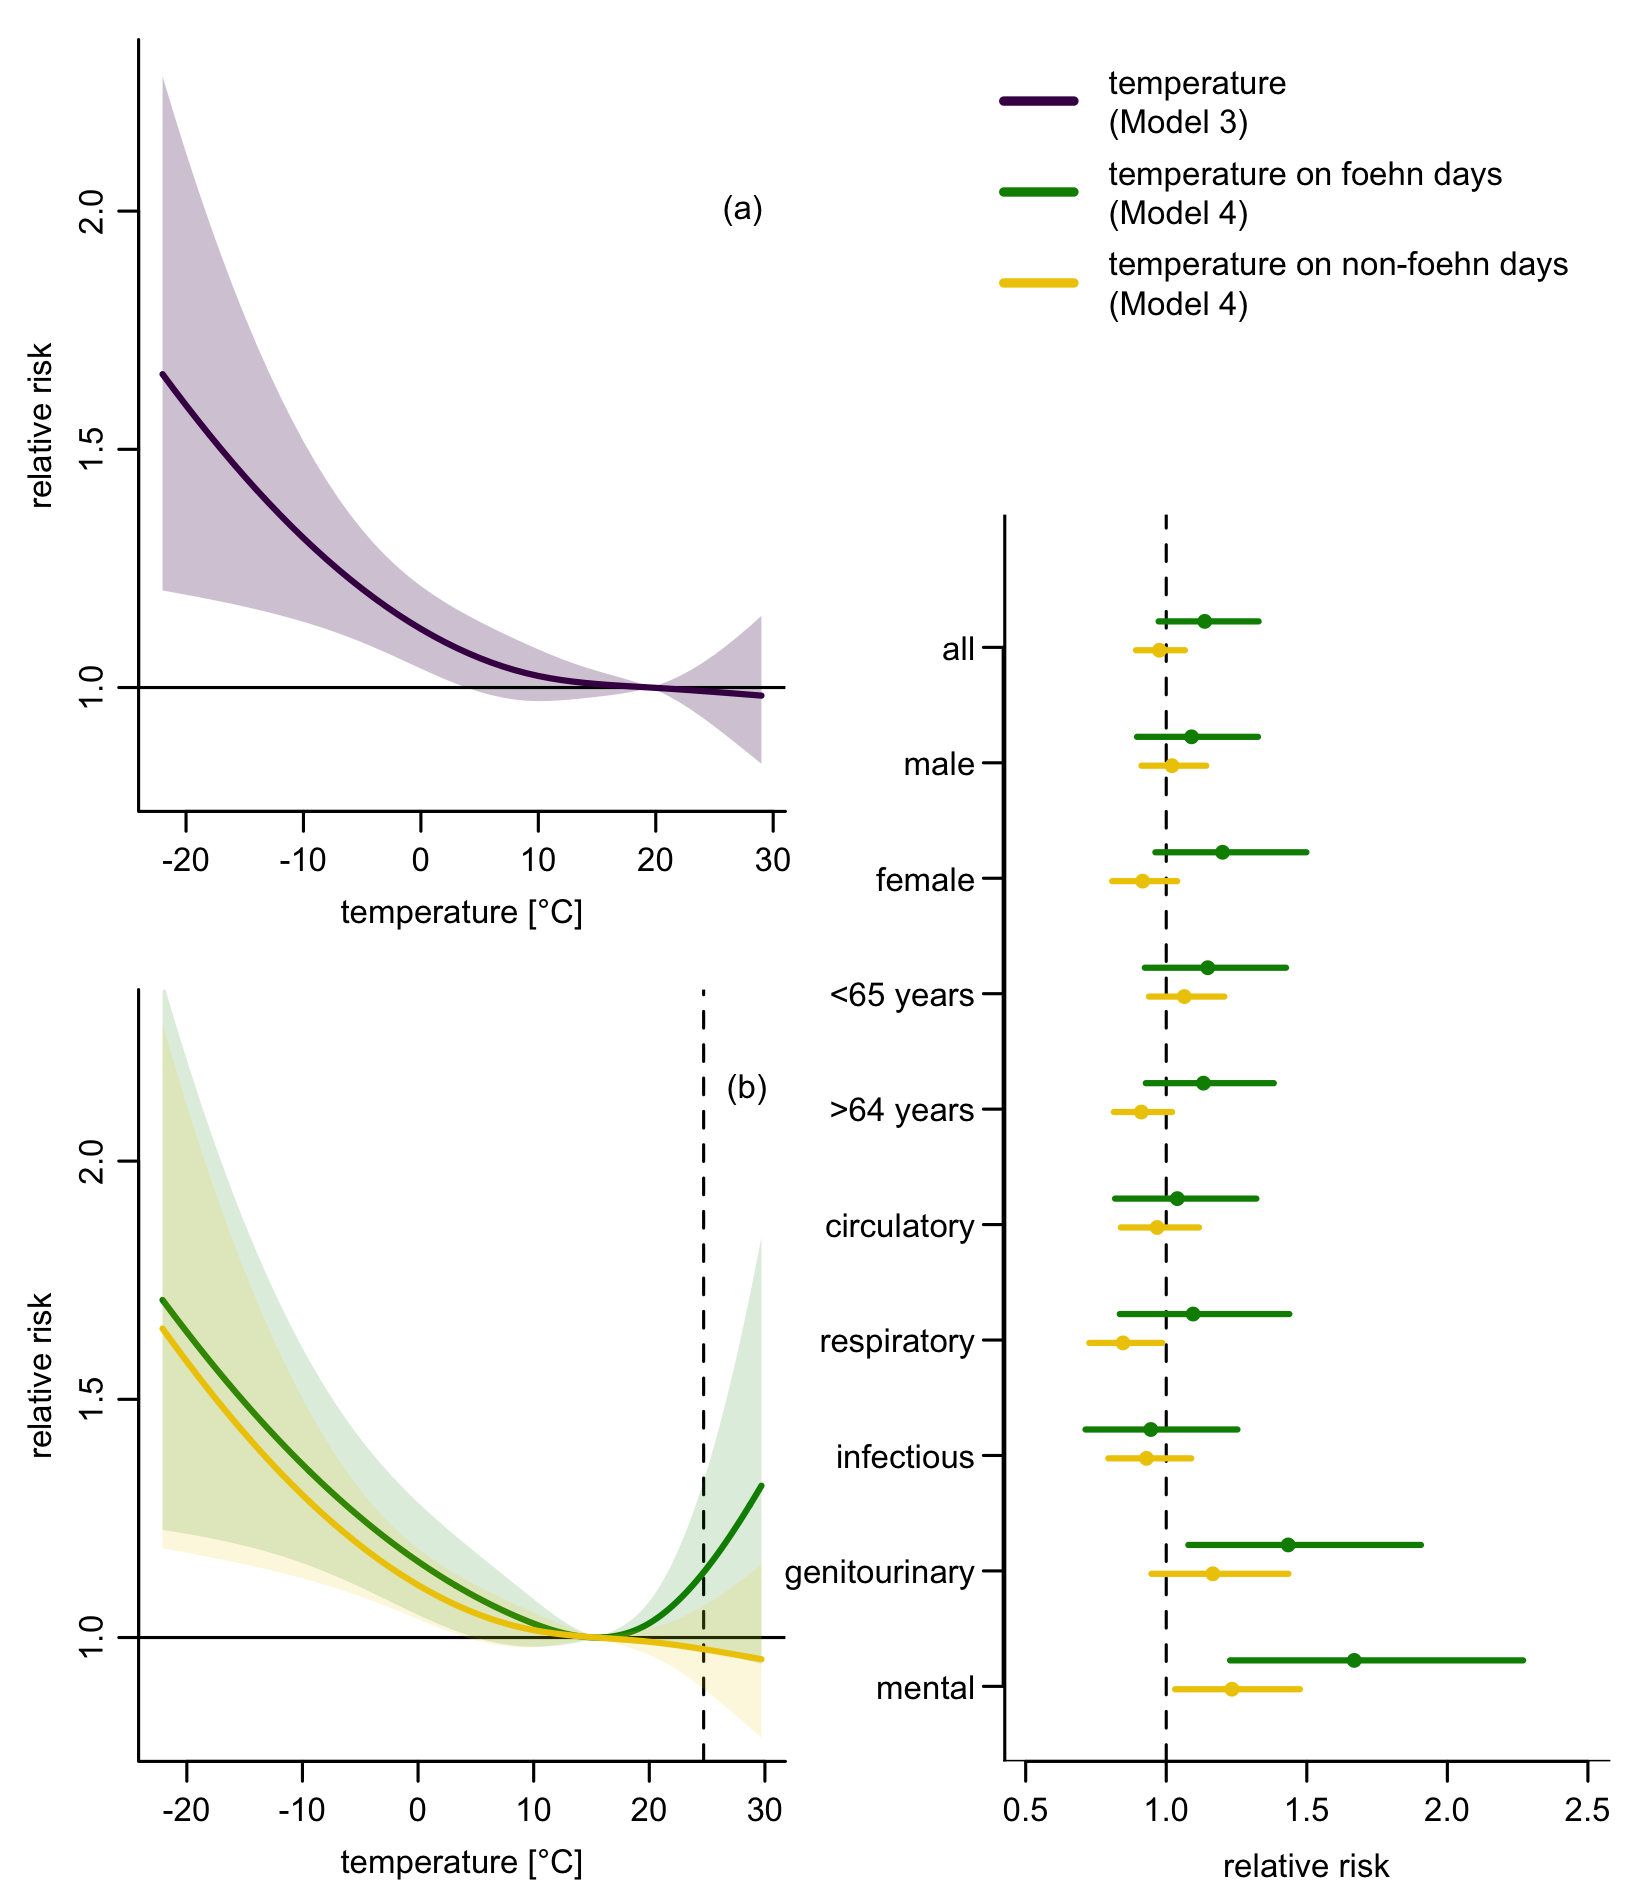 2.0
1.5
1.0
relative risk
(a)
-20 -10 0 10 20 30
temperature [°C]
temperature
(Model 3)
temperature on foehn days
(Model 4)
temperature on non-foehn days
(Model 4)
2.0
1.5
1.0
relative risk
(b)
-20 -10 0 10 20 30
temperature [°C]
all
male
female
<65 years
>64 years
circulatory
respiratory
infectious
genitourinary
mental
0.5 1.0 1.5 2.0 2.5
relative risk